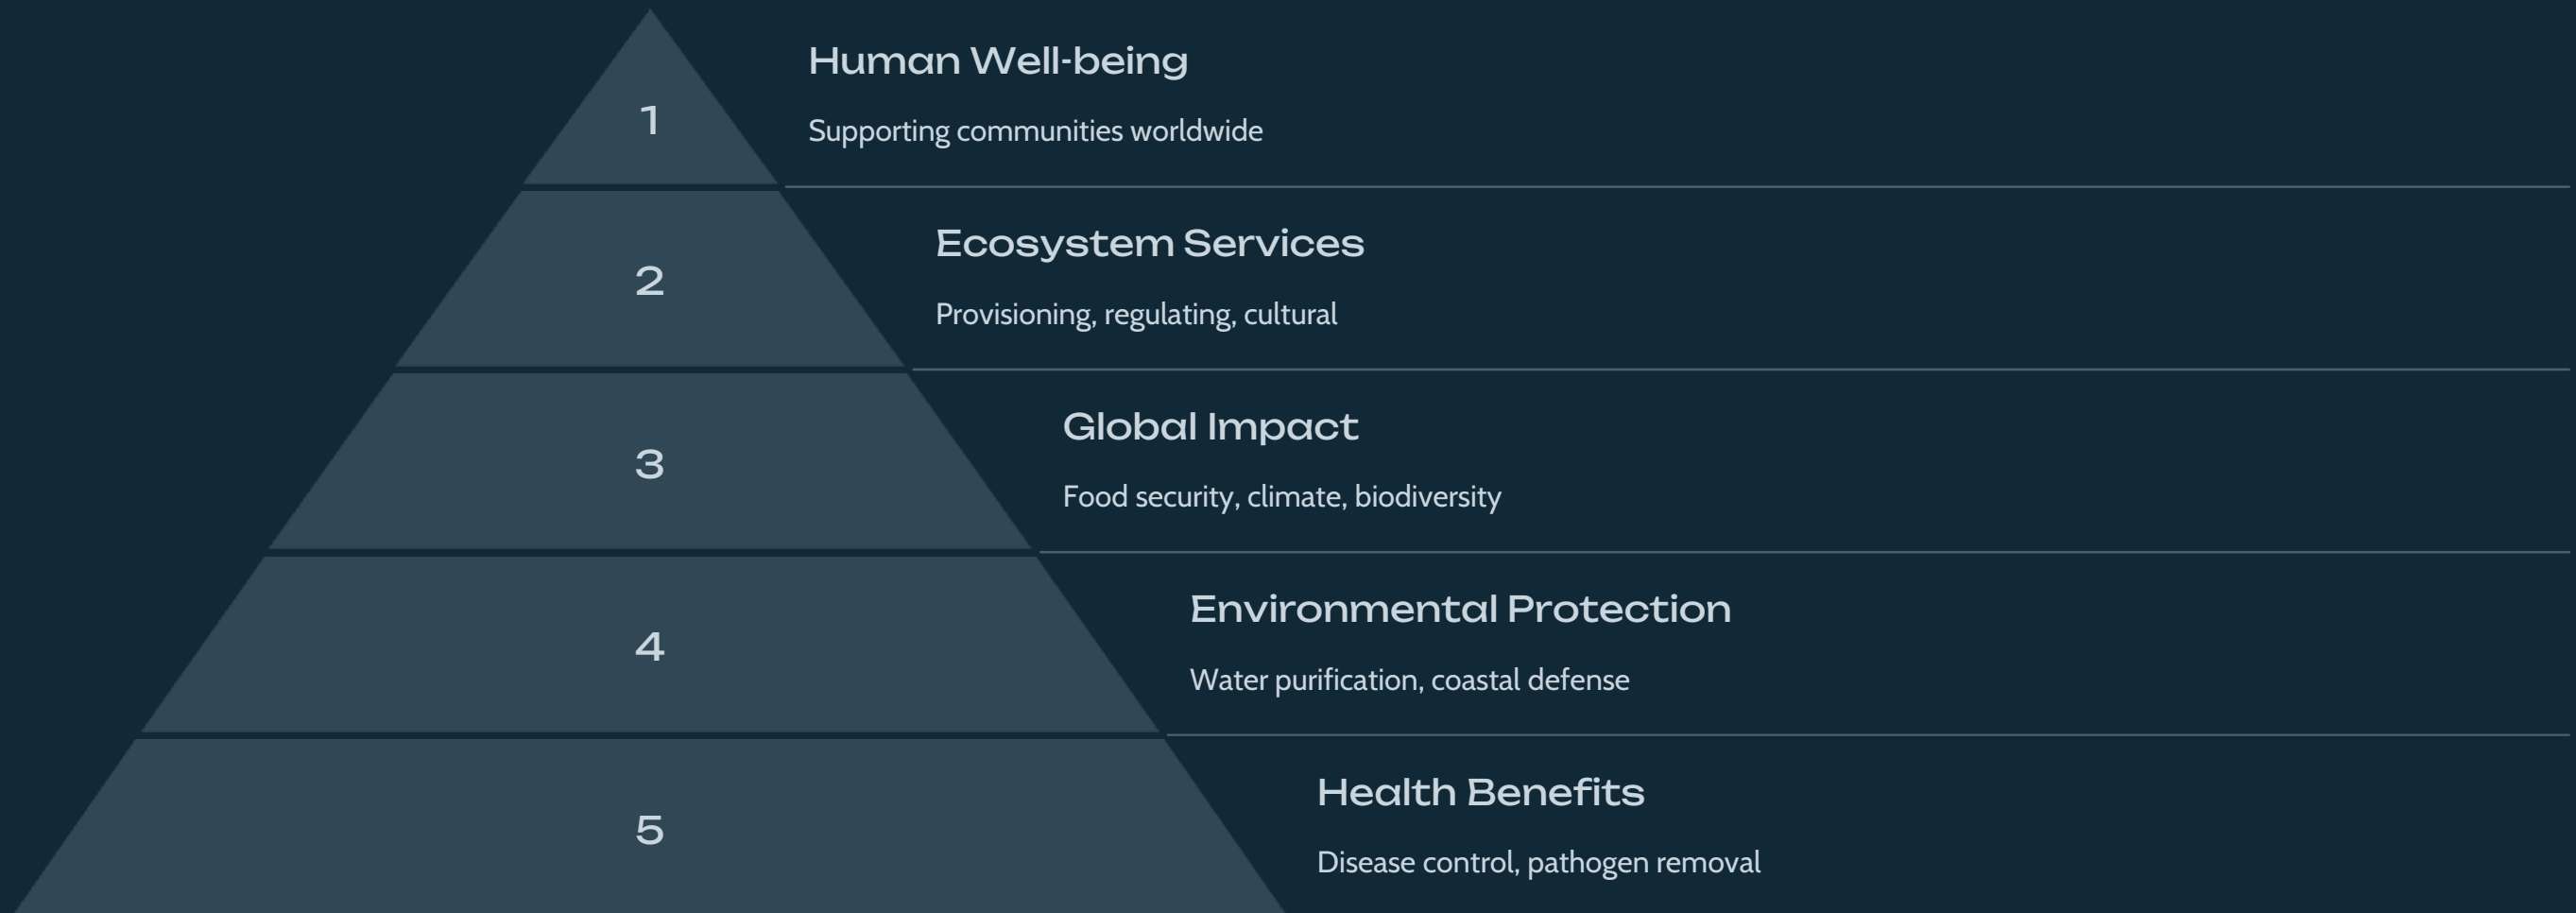 1
Human Well-being
Supporting communities worldwide
2
Ecosystem Services
Provisioning, regulating, cultural
3
Global Impact
Food security, climate, biodiversity
4
Environmental Protection
Water purification, coastal defense
5
Health Benefits
Disease control, pathogen removal